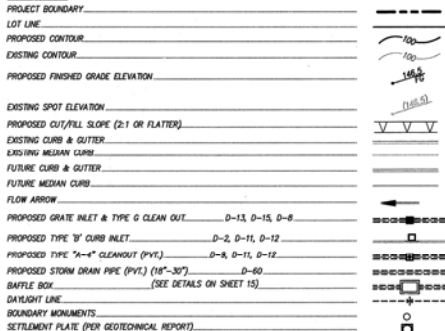 PROJECT BOUNDARY
LOT LINE
PROPOSED CONTOUR 100
EXISTING CONTOUR 100
PROPOSED FINISHED GRADE ELEVATION 146.5 FG
EXISTING SPOT ELEVATION (146.5)
PROPOSED CUT/FILL SLOPE (2:1 OR FLATTER)
EXISTING CURB & GUTTER
EXISTING MEDIAN CURB
FUTURE CURB & GUTTER
FUTURE MEDIAN CURB
FLOW ARROW
PROPOSED GRATE INLET & TYPE G CLEAN OUT D-13, D-15, D-8
PROPOSED TYPE 'B' CURB INLET D-2, D-11, D-12
PROPOSED TYPE "A-4" CLEANOUT (PVT.) D-9, D-11, D-12
PROPOSED STORM DRAIN PIPE (PVT.) (18"-30") D-60
BAFFLE BOX (SEE DETAILS ON SHEET 15)
DAYLIGHT LINE
BOUNDARY MONUMENTS
SETTLEMENT PLATE (PER GEOTECHNICAL REPORT)